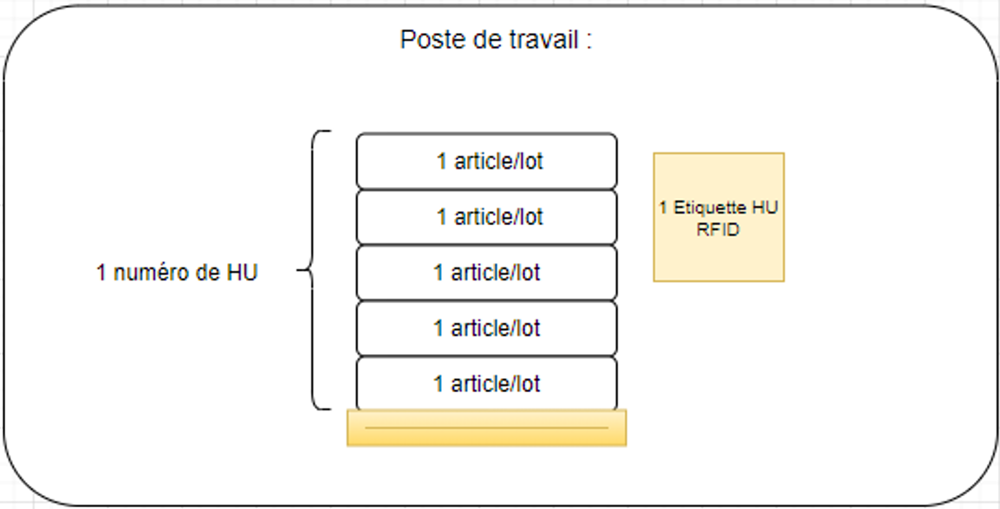 Poste de travail :
1 article/lot
1 article/lot
1 Etiquette HU
RFID
1 numéro de HU
1 article/lot
1 article/lot
1 article/lot